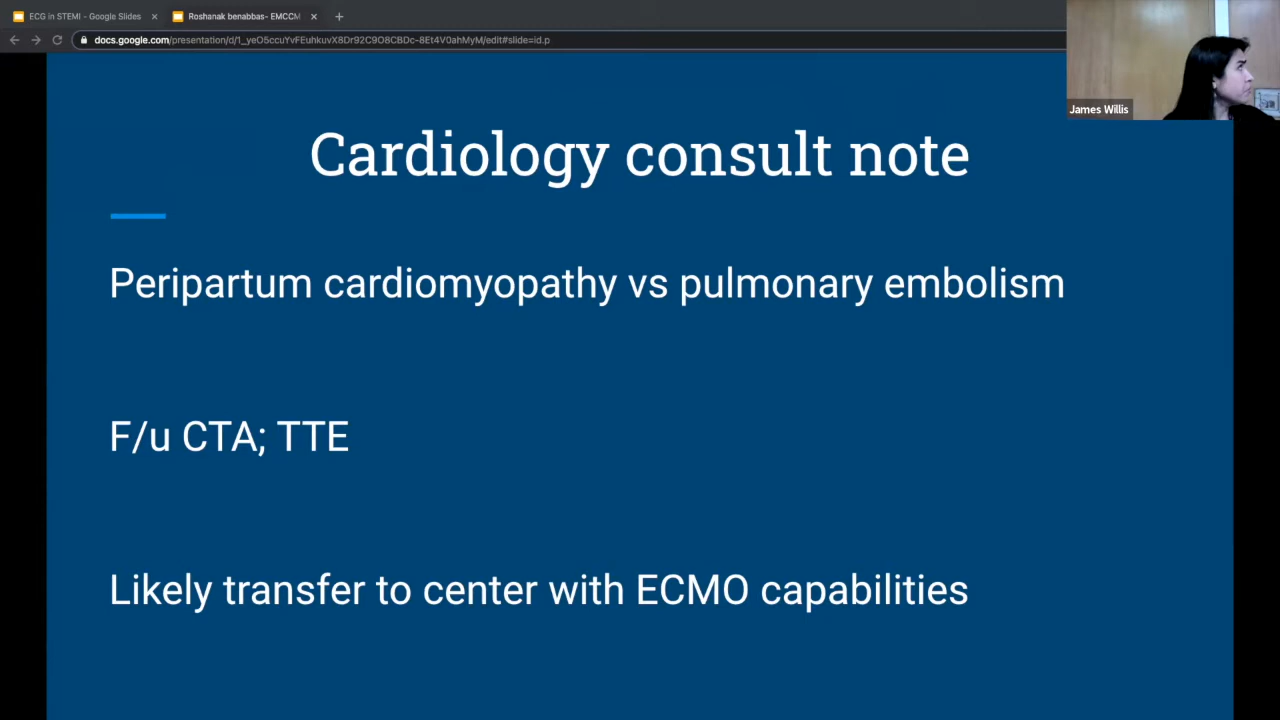 ECG in STEMI - Google Slides
Roshanak benabbas- EMCCM
docs.google.com/presentation/d/1_yeO5ccuYvFEuhkuvX8Dr92C9O8CBDc-8Et4V0ahMyM/edit#slide=id.p
James Willis
Cardiology consult note
Peripartum cardiomyopathy vs pulmonary embolism
F/u CTA; TTE
Likely transfer to center with ECMO capabilities